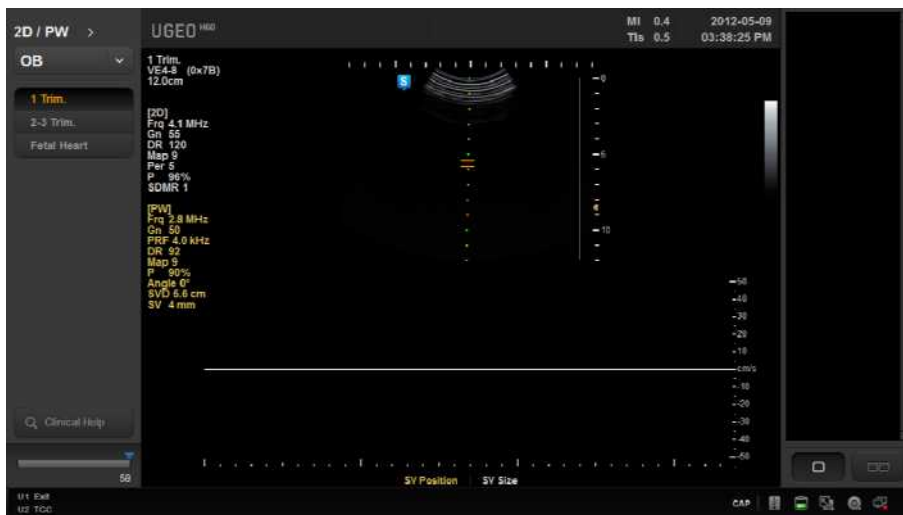 2D / PW >
OB
1 Trim.
2-3 Trim.
Fetal Heart
Clinical Help
58
U1 Exit
U2 TGC
UGEO H60
MI 0.4
TIs 0.5
2012-05-09
03:38:25 PM
1 Trim.
VE4-8 (0x7B)
12.0cm
[2D]
Frq 4.1 MHz
Gn 55
DR 120
Map 9
Per 5
P 96%
SDMR 1
[PW]
Frq 2.8 MHz
Gn 50
PRF 4.0 kHz
DR 92
Map 9
P 90%
Angle 0°
SVD 6.6 cm
SV 4 mm
S
0
5
10
-50
-40
-30
-20
-10
cm/s
-10
-20
-30
-40
-50
SV Position SV Size
CAP